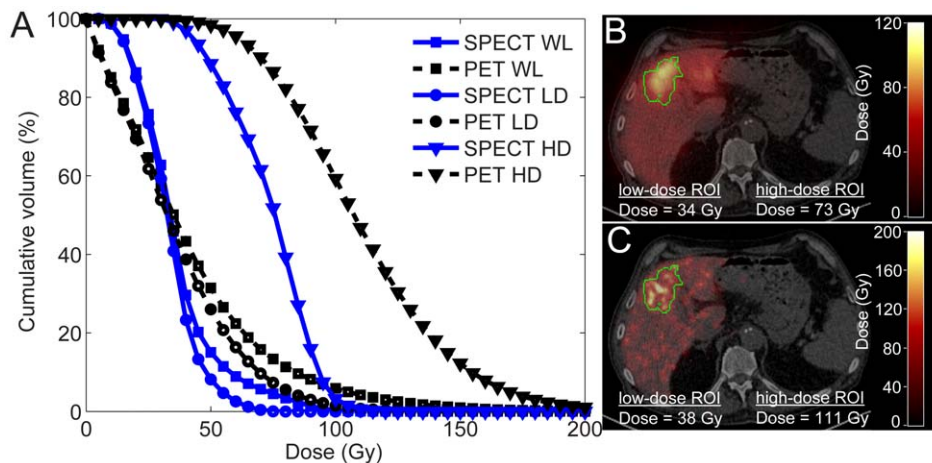 A
100
80
60
40
20
0
Cumulative volume (%)
0
50
100
150
200
Dose (Gy)
SPECT WL
PET WL
SPECT LD
PET LD
SPECT HD
PET HD
B
low-dose ROI
Dose = 34 Gy
high-dose ROI
Dose = 73 Gy
120
80
40
0
Dose (Gy)
C
low-dose ROI
Dose = 38 Gy
high-dose ROI
Dose = 111 Gy
200
160
120
80
40
0
Dose (Gy)